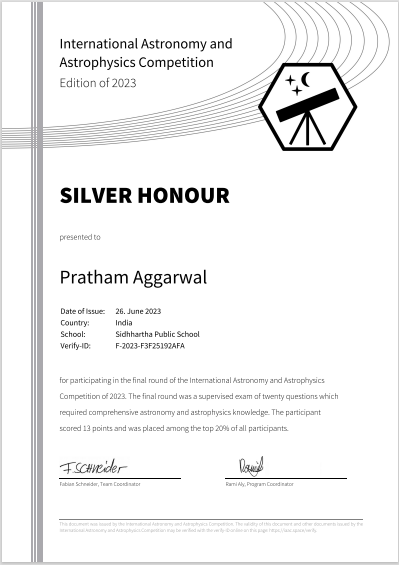 International Astronomy and
Astrophysics Competition
Edition of 2023
SILVER HONOUR
presented to
Pratham Aggarwal
Date of Issue: 26. June 2023
Country: India
School: Sidhhartha Public School
Verify-ID: F-2023-F3F25192AFA
for participating in the final round of the International Astronomy and Astrophysics
Competition of 2023. The final round was a supervised exam of twenty questions which
required comprehensive astronomy and astrophysics knowledge. The participant
scored 13 points and was placed among the top 20% of all participants.
F. SCHNeider
Fabian Schneider, Team Coordinator
Rami Aly, Program Coordinator
This document was issued by the International Astronomy and Astrophysics Competition. The validity of this document and other documents issued by the
International Astronomy and Astrophysics Competition may be verified with the verify-ID online on this page: https://iaac.space/verify